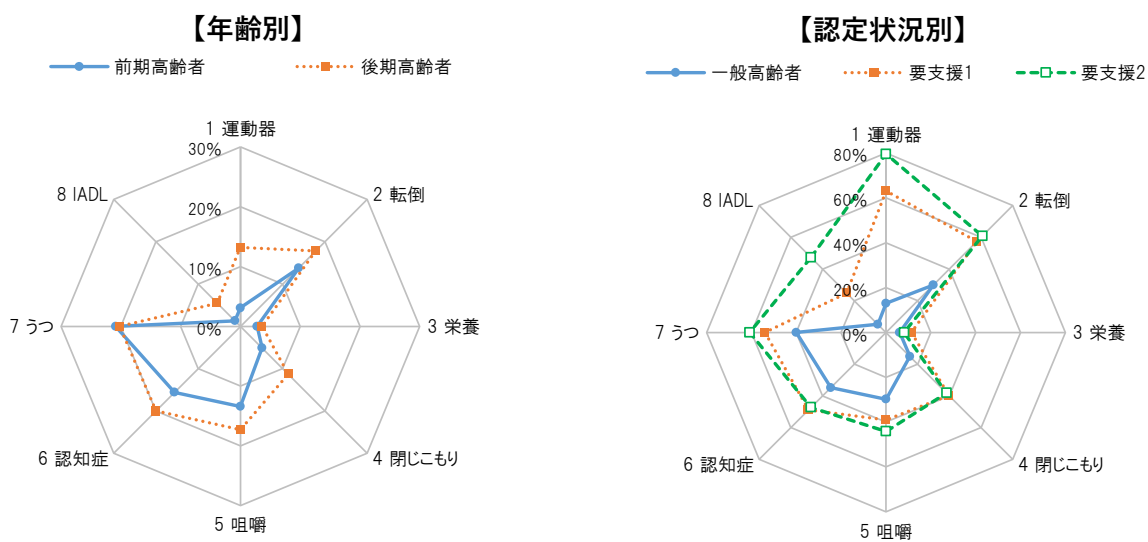 【年齢別】
前期高齢者
後期高齢者
1 運動器
30%
20%
10%
0%
2 転倒
3 栄養
4 閉じこもり
5 咀嚼
6 認知症
7 うつ
8 IADL
【認定状況別】
一般高齢者
要支援1
要支援2
1 運動器
80%
60%
40%
20%
0%
2 転倒
3 栄養
4 閉じこもり
5 咀嚼
6 認知症
7 うつ
8 IADL